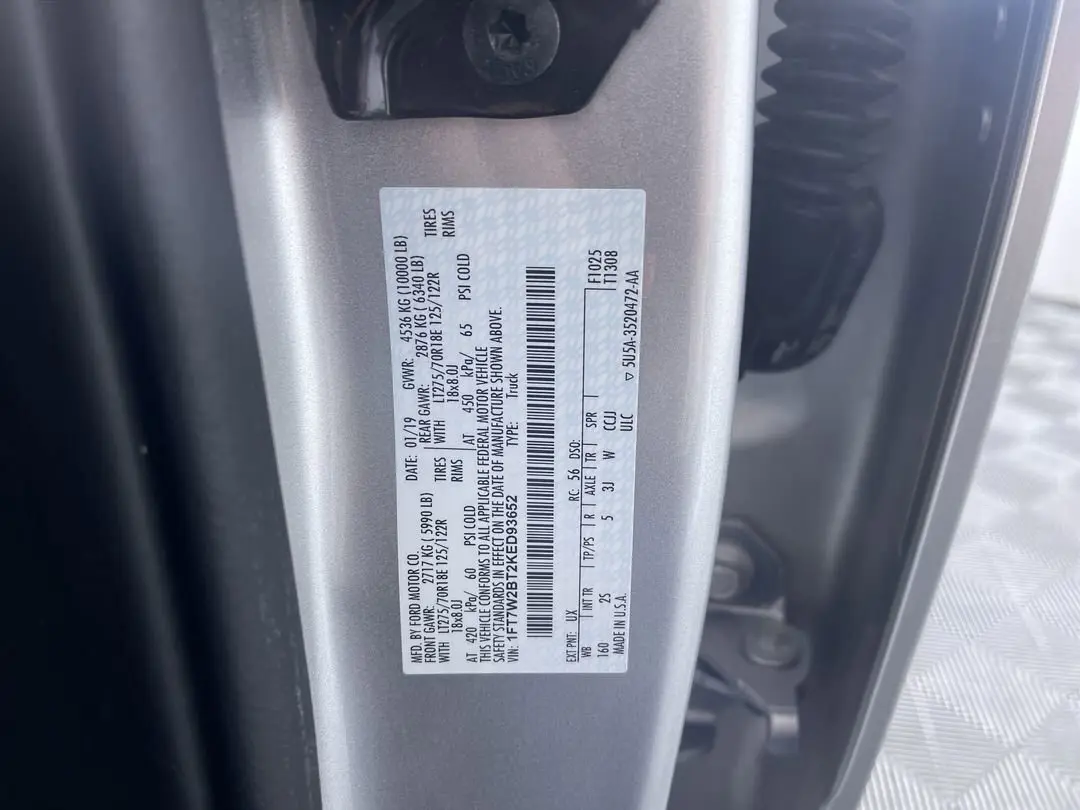 MFD. BY FORD MOTOR CO.
DATE: 01/19 GVWR: 4536 KG (10000 LB)
FRONT GAWR: 2717 KG ( 5990 LB)
REAR GAWR: 2876 KG ( 6340 LB)
WITH LT275/70R18E 125/122R TIRES
WITH LT275/70R18E 125/122R TIRES
18x8.0J RIMS
18x8.0J RIMS
AT 420 kPa/ 60 PSI COLD
AT 450 kPa/ 65 PSI COLD
THIS VEHICLE CONFORMS TO ALL APPLICABLE FEDERAL MOTOR VEHICLE
SAFETY STANDARDS IN EFFECT ON THE DATE OF MANUFACTURE SHOWN ABOVE.
VIN: 1FT7W2BT2KED93652 TYPE: Truck
EXT PNT: UX RC: 56 DSO:
WB INT TR TP/PS R AXLE TR SPR F1025
160 2S 5 3J W CCJJ T1308
MADE IN U.S.A. ULC
▽ 5U5A-3520472-AA